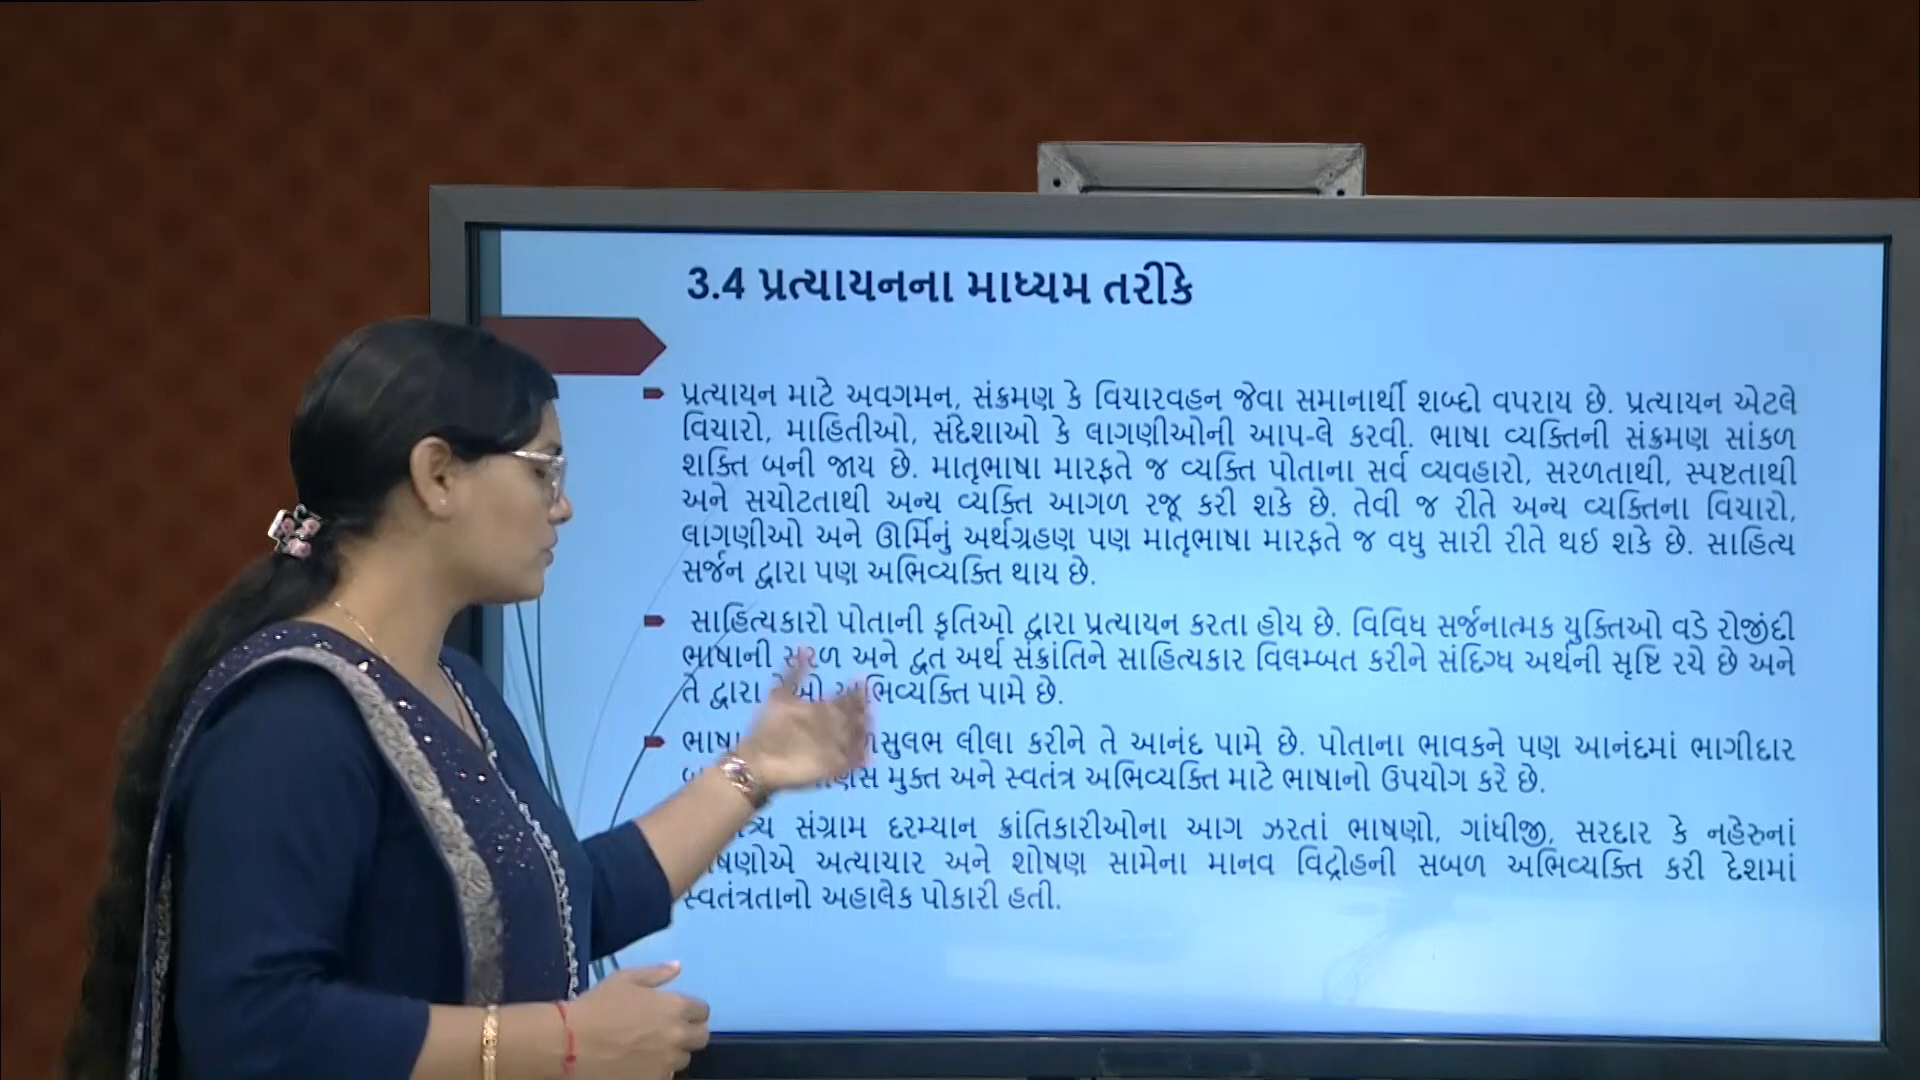 3.4 પ્રત્યાયનના માધ્યમ તરીકે
પ્રત્યાયન માટે અવગમન, સંક્રમણ કે વિચારવહન જેવા સમાનાર્થી શબ્દો વપરાય છે. પ્રત્યાયન એટલે
વિચારો, માહિતીઓ, સંદેશાઓ કે લાગણીઓની આપ-લે કરવી. ભાષા વ્યક્તિની સંક્રમણ સાંકળ
શક્તિ બની જાય છે. માતૃભાષા મારફતે જ વ્યક્તિ પોતાના સર્વ વ્યવહારો, સરળતાથી, સ્પષ્ટતાથી
અને સચોટતાથી અન્ય વ્યક્તિ આગળ રજૂ કરી શકે છે. તેવી જ રીતે અન્ય વ્યક્તિના વિચારો,
લાગણીઓ અને ઊર્મિનું અર્થગ્રહણ પણ માતૃભાષા મારફતે જ વધુ સારી રીતે થઈ શકે છે. સાહિત્ય
સર્જન દ્વારા પણ અભિવ્યક્તિ થાય છે.
સાહિત્યકારો પોતાની કૃતિઓ દ્વારા પ્રત્યાયન કરતા હોય છે. વિવિધ સર્જનાત્મક યુક્તિઓ વડે રોજીંદી
ભાષાની સરળ અને દ્વત અર્થ સંક્રાંતિને સાહિત્યકાર વિલમ્બત કરીને સંદિગ્ધ અર્થની સૃષ્ટિ રચે છે અને
તે દ્વારા અભિવ્યક્તિ પામે છે.
લીલા કરીને તે આનંદ પામે છે. પોતાના ભાવકને પણ આનંદમાં ભાગીદાર
મુક્ત અને સ્વતંત્ર અભિવ્યક્તિ માટે ભાષાનો ઉપયોગ કરે છે.
સંગ્રામ દરમ્યાન ક્રાંતિકારીઓના આગ ઝરતાં ભાષણો, ગાંધીજી, સરદાર કે નહેરુનાં
અત્યાચાર અને શોષણ સામેના માનવ વિદ્રોહની સબળ અભિવ્યક્તિ કરી દેશમાં
સ્વતંત્રતાનો અહાલેક પોકારી હતી.